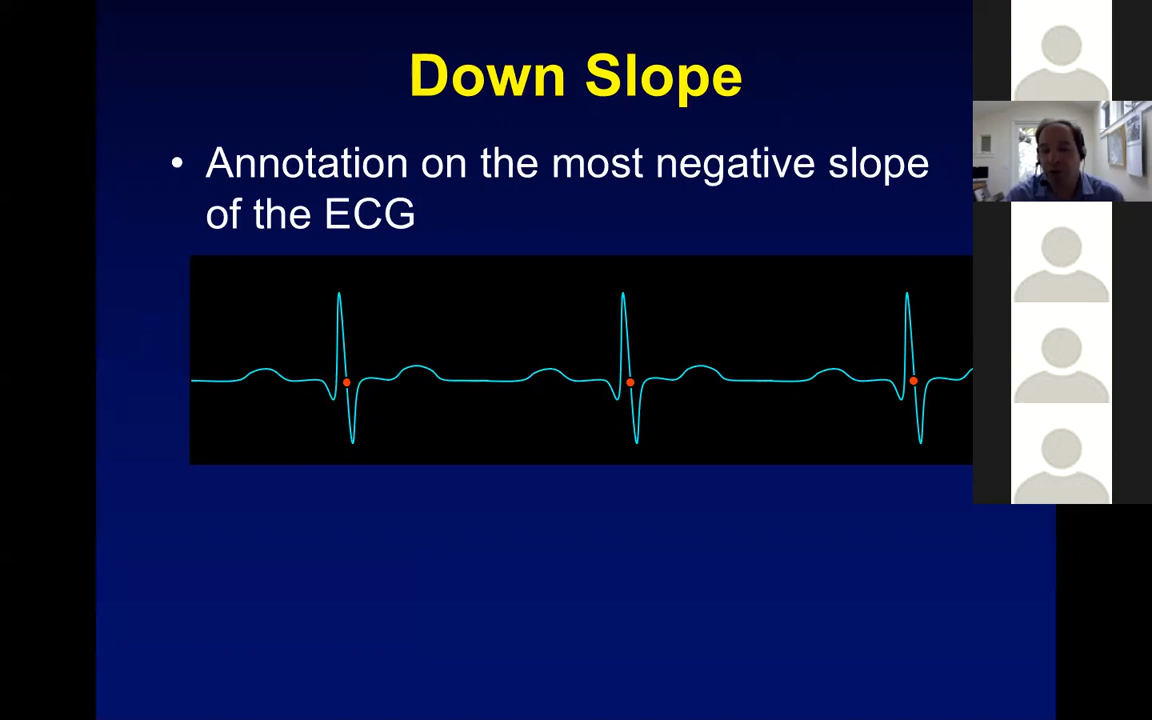 Down Slope
• Annotation on the most negative slope
of the ECG